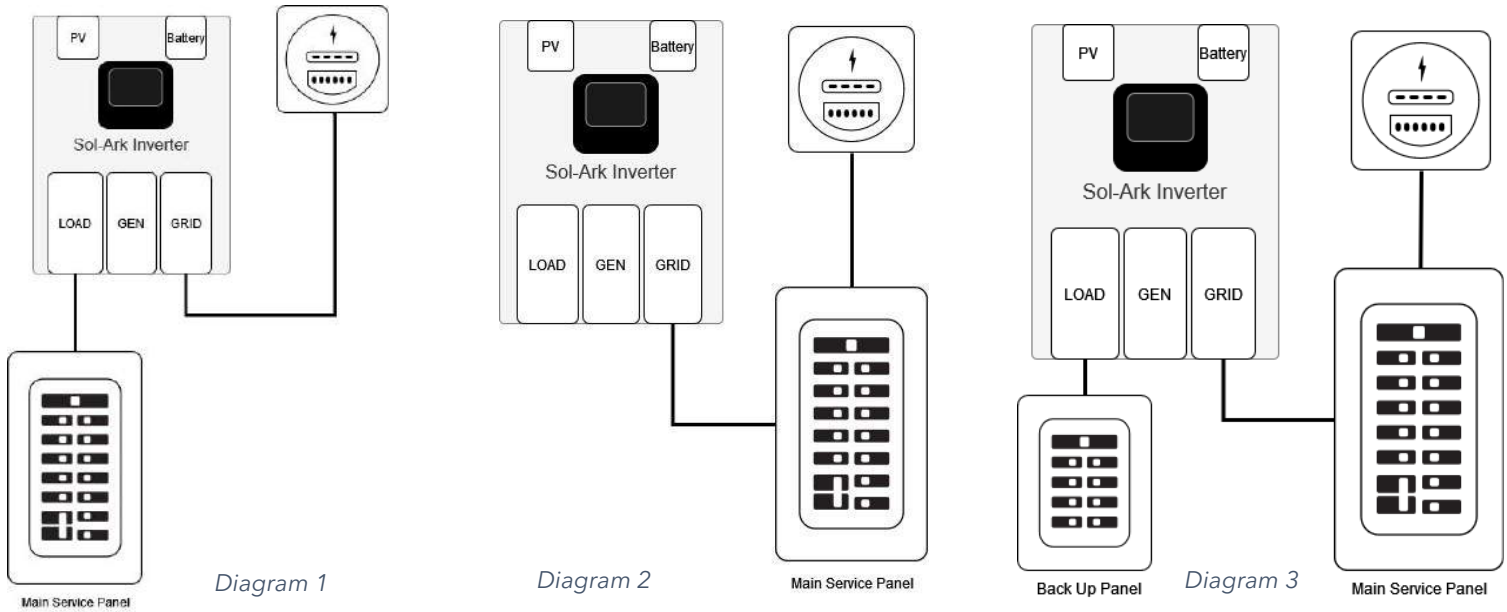 PV
Battery
Sol-Ark Inverter
LOAD
GEN
GRID
Main Service Panel
Diagram 1
PV
Battery
Sol-Ark Inverter
LOAD
GEN
GRID
Diagram 2
Main Service Panel
PV
Battery
Sol-Ark Inverter
LOAD
GEN
GRID
Back Up Panel
Diagram 3
Main Service Panel